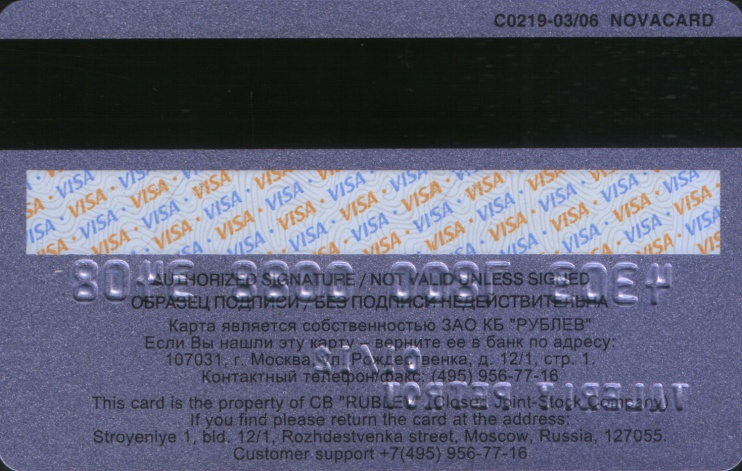 C0219-03/06 NOVACARD
VISA
AUTHORIZED SIGNATURE / NOT VALID UNLESS SIGNED
ОБРАЗЕЦ ПОДПИСИ / БЕЗ ПОДПИСИ НЕДЕЙСТВИТЕЛЬНА
Карта является собственностью ЗАО КБ "РУБЛЕВ"
Если Вы нашли эту карту – верните ее в банк по адресу:
107031, г. Москва, ул. Рождественка, д. 12/1, стр. 1.
Контактный телефон/факс: (495) 956-77-16
This card is the property of CB "RUBLEV" (Closed Joint-Stock Company)
If you find please return the card at the address:
Stroyeniye 1, bld. 12/1, Rozhdestvenka street, Moscow, Russia, 127055.
Customer support +7(495) 956-77-16